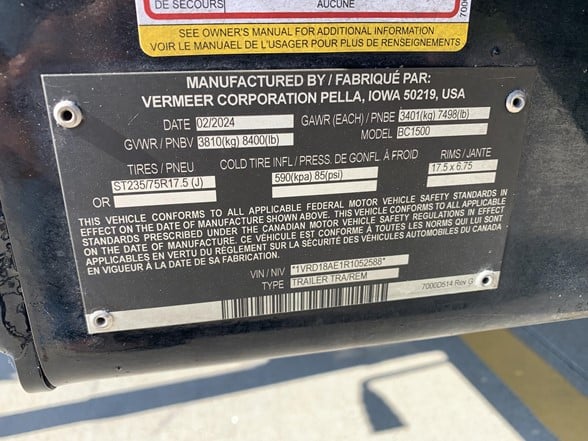 DE SECOURS AUCUNE
7000
SEE OWNER'S MANUAL FOR ADDITIONAL INFORMATION
VOIR LE MANUAEL DE L'USAGER POUR PLUS DE RENSEIGNEMENTS
MANUFACTURED BY / FABRIQUÉ PAR:
VERMEER CORPORATION PELLA, IOWA 50219, USA
DATE 02/2024 GAWR (EACH) / PNBE 3401(kg) 7498(lb)
GVWR / PNBV 3810(kg) 8400(lb) MODEL BC1500
TIRES / PNEU COLD TIRE INFL / PRESS. DE GONFL. À FROID RIMS / JANTE
ST235/75R17.5 (J) 590(kpa) 85(psi) 17.5 x 6.75
OR
THIS VEHICLE CONFORMS TO ALL APPLICABLE FEDERAL MOTOR VEHICLE SAFETY STANDARDS IN
EFFECT ON THE DATE OF MANUFACTURE SHOWN ABOVE. THIS VEHICLE CONFORMS TO ALL APPLICABLE
STANDARDS PRESCRIBED UNDER THE CANADIAN MOTOR VEHICLE SAFETY REGULATIONS IN EFFECT
ON THE DATE OF MANUFACTURE. CE VÉHICULE EST CONFORME À TOUTES LES NORMES QUI LUI SONT
APPLICABLES EN VERTU DU RÈGLEMENT SUR LA SÉCURITÉ DES VÉHICULES AUTOMOBILES DU CANADA
EN VIGUEUR À LA DATE DE SA FABRICATION.
VIN / NIV *1VRD18AE1R1052588*
TYPE TRAILER TRA/REM
7000D514 Rev G